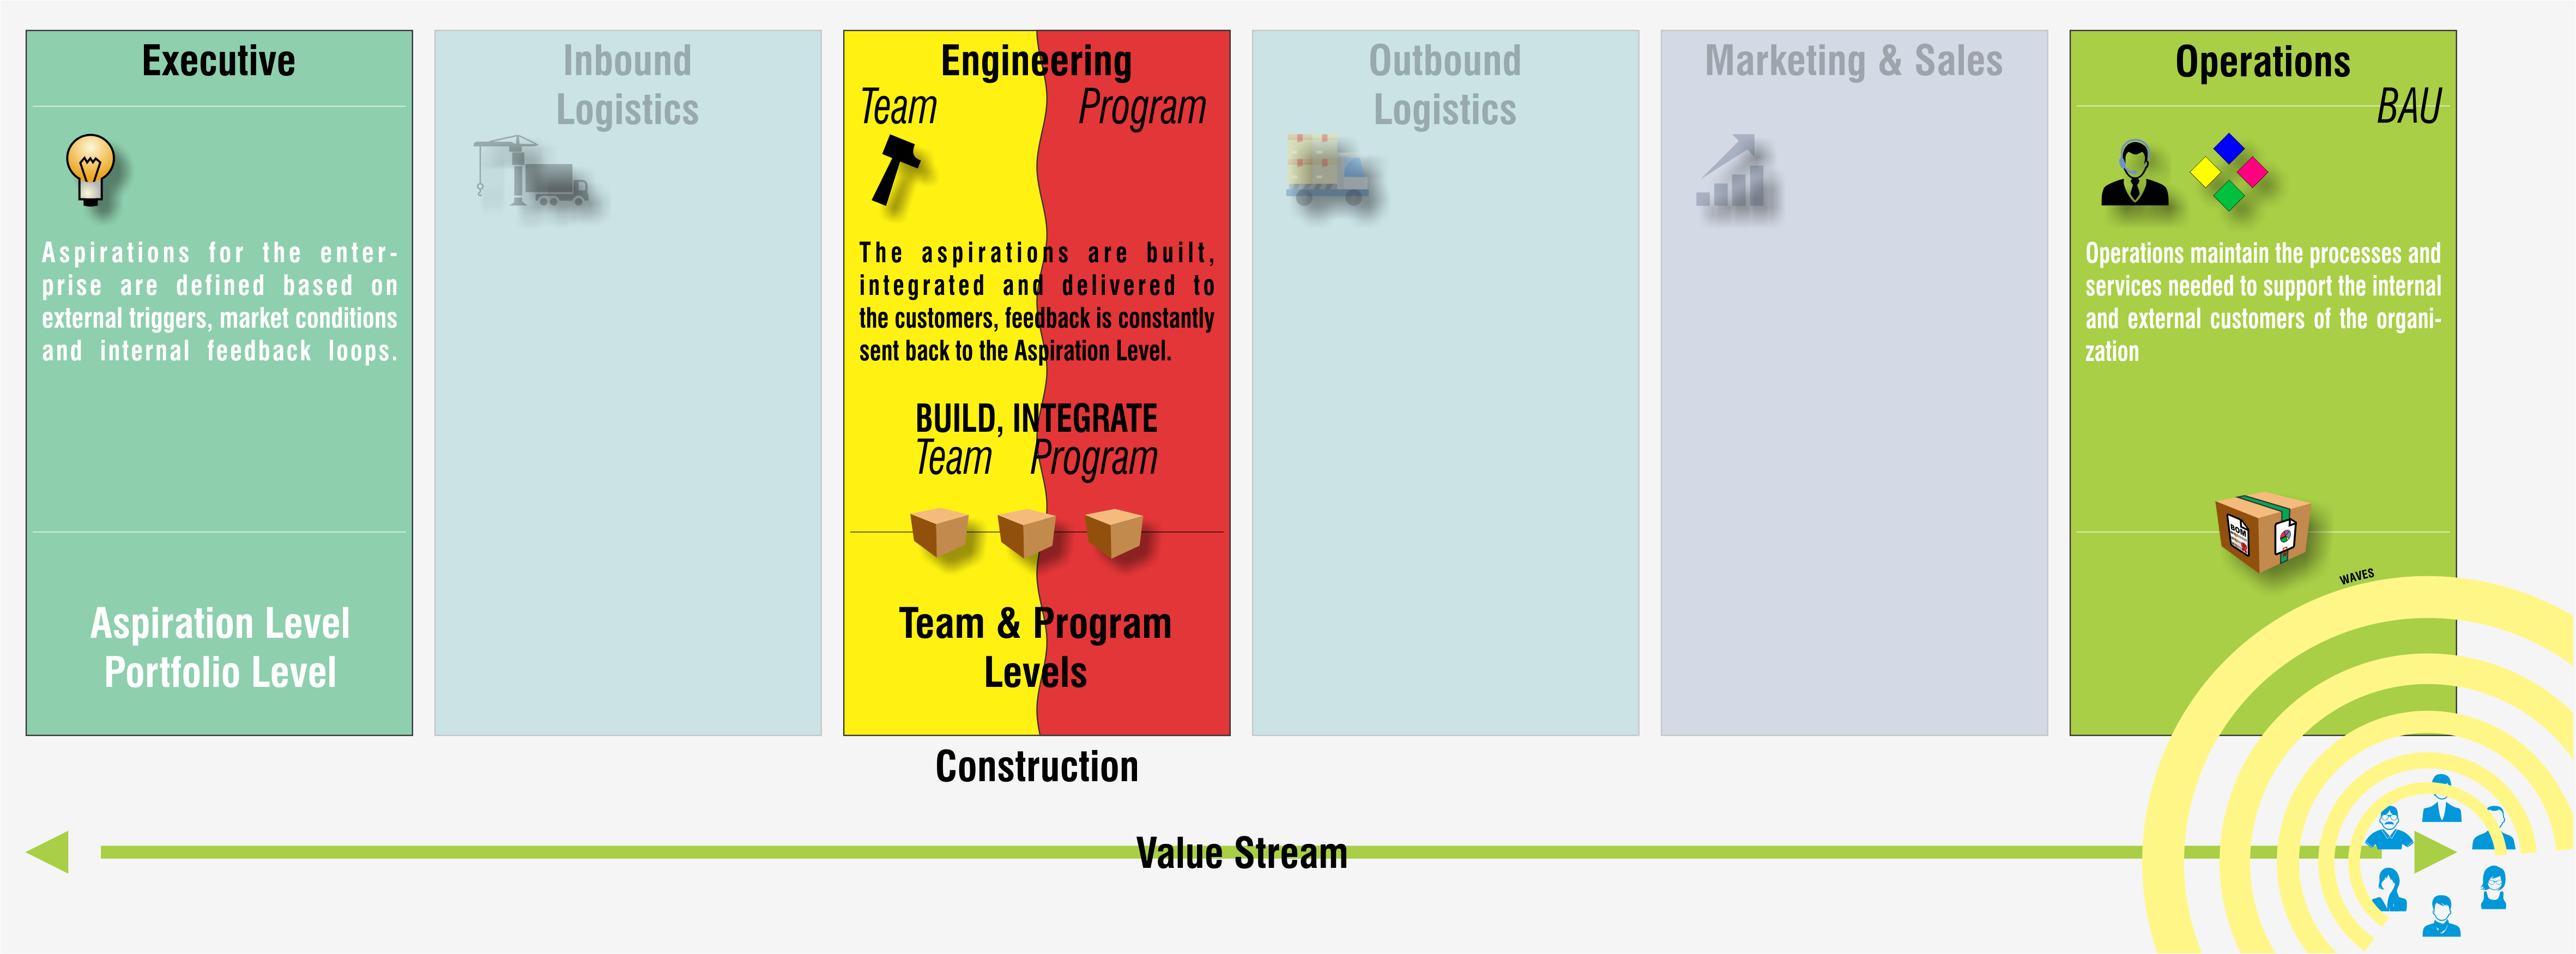 Executive
Aspirations for the enter-
prise are defined based on
external triggers, market conditions
and internal feedback loops.
Aspiration Level
Portfolio Level
Inbound
Logistics
Engineering
Team Program
The aspirations are built,
integrated and delivered to
the customers, feedback is constantly
sent back to the Aspiration Level.
BUILD, INTEGRATE
Team Program
Team & Program
Levels
Construction
Outbound
Logistics
Marketing & Sales
Operations
BAU
Operations maintain the processes and
services needed to support the internal
and external customers of the organi-
zation
BOM
WAVES
Value Stream